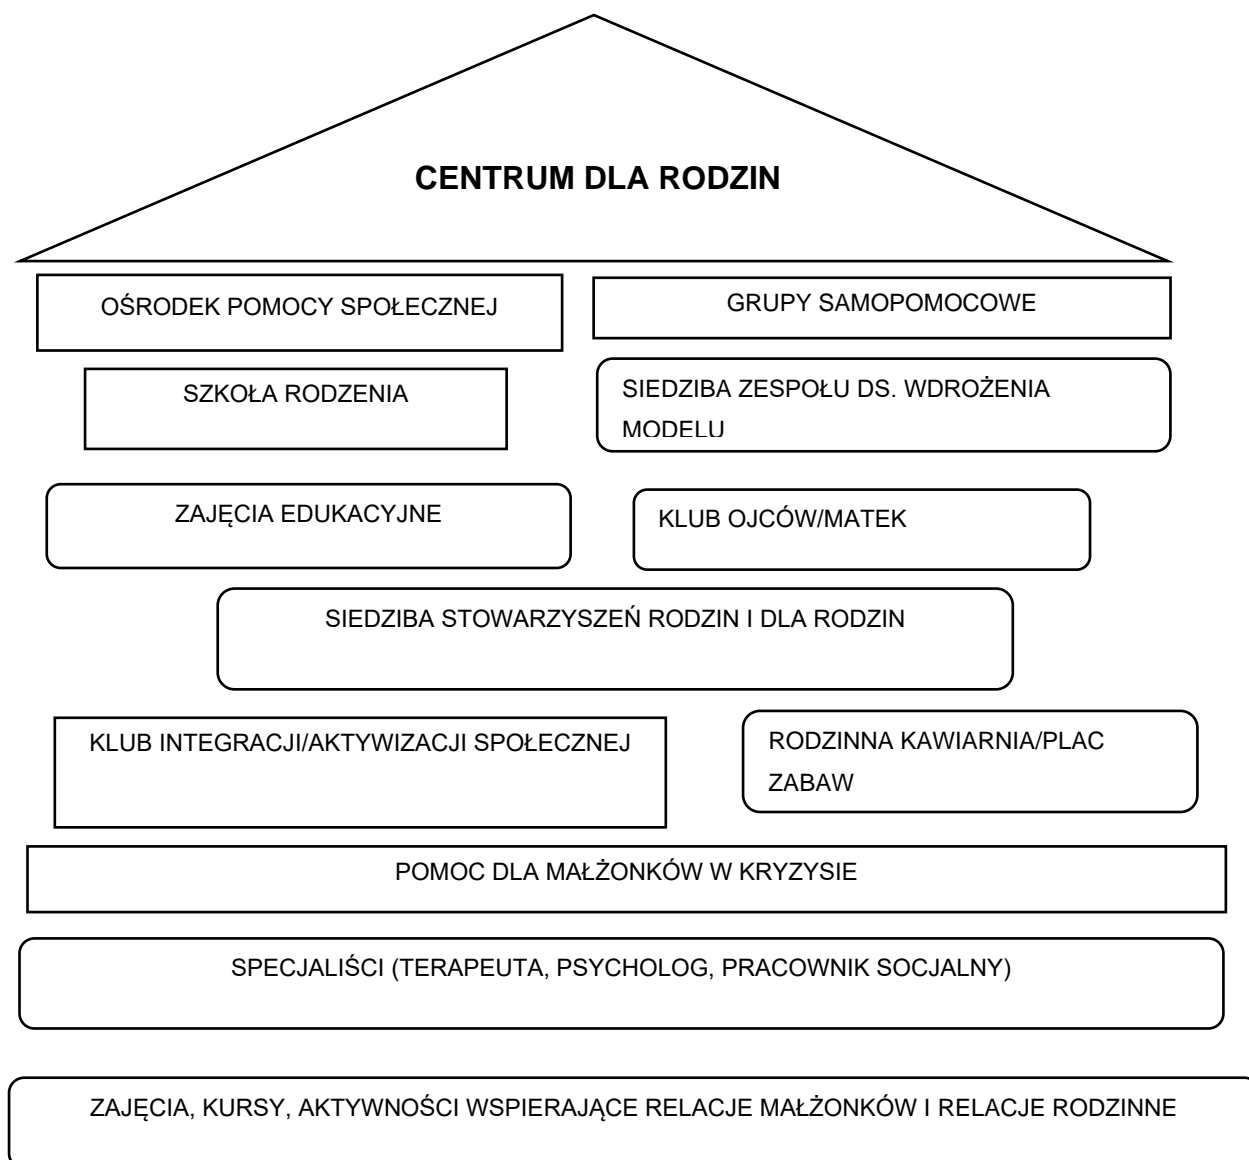 CENTRUM DLA RODZIN
OŚRODEK POMOCY SPOŁECZNEJ
GRUPY SAMOPOMOCOWE
SZKOŁA RODZENIA
SIEDZIBA ZESPOŁU DS. WDROŻENIA
MODELU
ZAJĘCIA EDUKACYJNE
KLUB OJCÓW/MATEK
SIEDZIBA STOWARZYSZEŃ RODZIN I DLA RODZIN
KLUB INTEGRACJI/AKTYWIZACJI SPOŁECZNEJ
RODZINNA KAWIARNIA/PLAC
ZABAW
POMOC DLA MAŁŻONKÓW W KRYZYSIE
SPECJALIŚCI (TERAPEUTA, PSYCHOLOG, PRACOWNIK SOCJALNY)
ZAJĘCIA, KURSY, AKTYWNOŚCI WSPIERAJĄCE RELACJE MAŁŻONKÓW I RELACJE RODZINNE